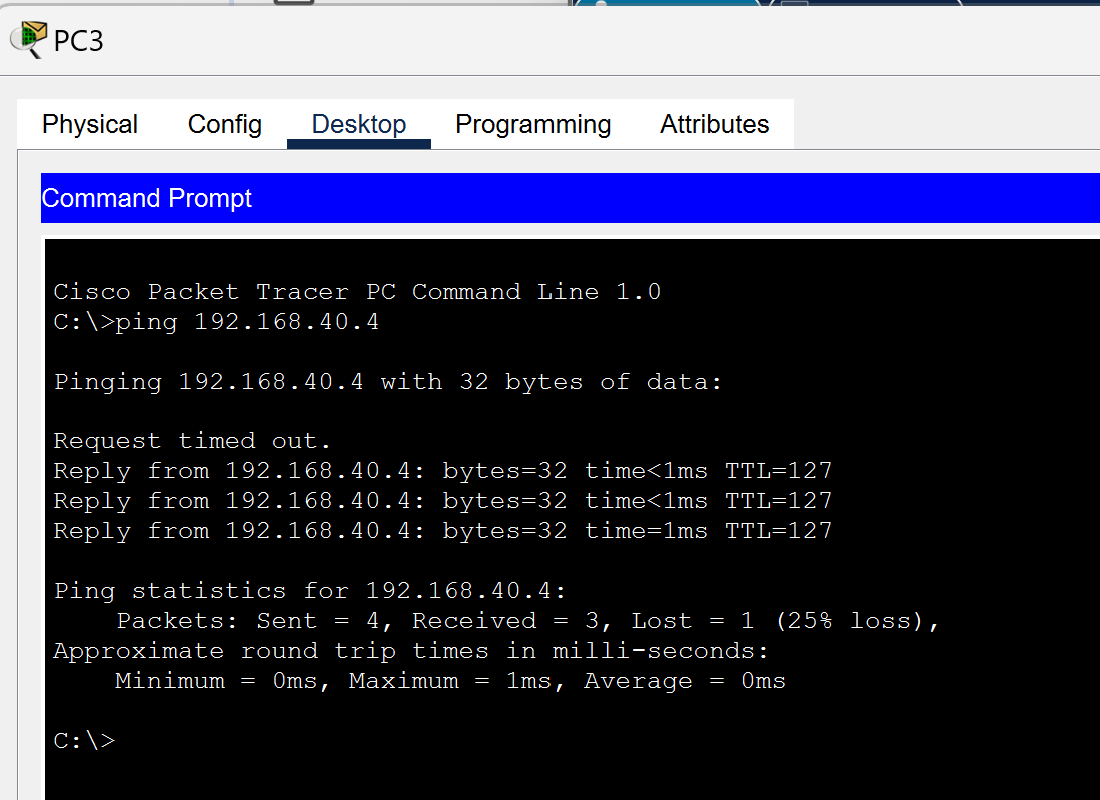 PC3
Physical Config Desktop Programming Attributes
Command Prompt
Cisco Packet Tracer PC Command Line 1.0
C:\>ping 192.168.40.4
Pinging 192.168.40.4 with 32 bytes of data:
Request timed out.
Reply from 192.168.40.4: bytes=32 time<1ms TTL=127
Reply from 192.168.40.4: bytes=32 time<1ms TTL=127
Reply from 192.168.40.4: bytes=32 time=1ms TTL=127
Ping statistics for 192.168.40.4:
    Packets: Sent = 4, Received = 3, Lost = 1 (25% loss),
Approximate round trip times in milli-seconds:
    Minimum = 0ms, Maximum = 1ms, Average = 0ms
C:\>